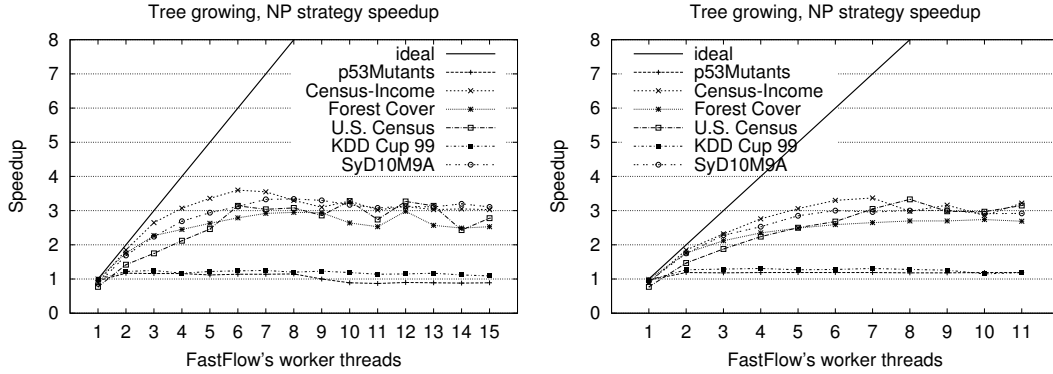 Tree growing, NP strategy speedup
8
7
6
5
4
3
2
1
0
Speedup
ideal
p53Mutants
Census-Income
Forest Cover
U.S. Census
KDD Cup 99
SyD10M9A
1 2 3 4 5 6 7 8 9 10 11 12 13 14 15
FastFlow's worker threads
Tree growing, NP strategy speedup
8
7
6
5
4
3
2
1
0
Speedup
ideal
p53Mutants
Census-Income
Forest Cover
U.S. Census
KDD Cup 99
SyD10M9A
1 2 3 4 5 6 7 8 9 10 11
FastFlow's worker threads